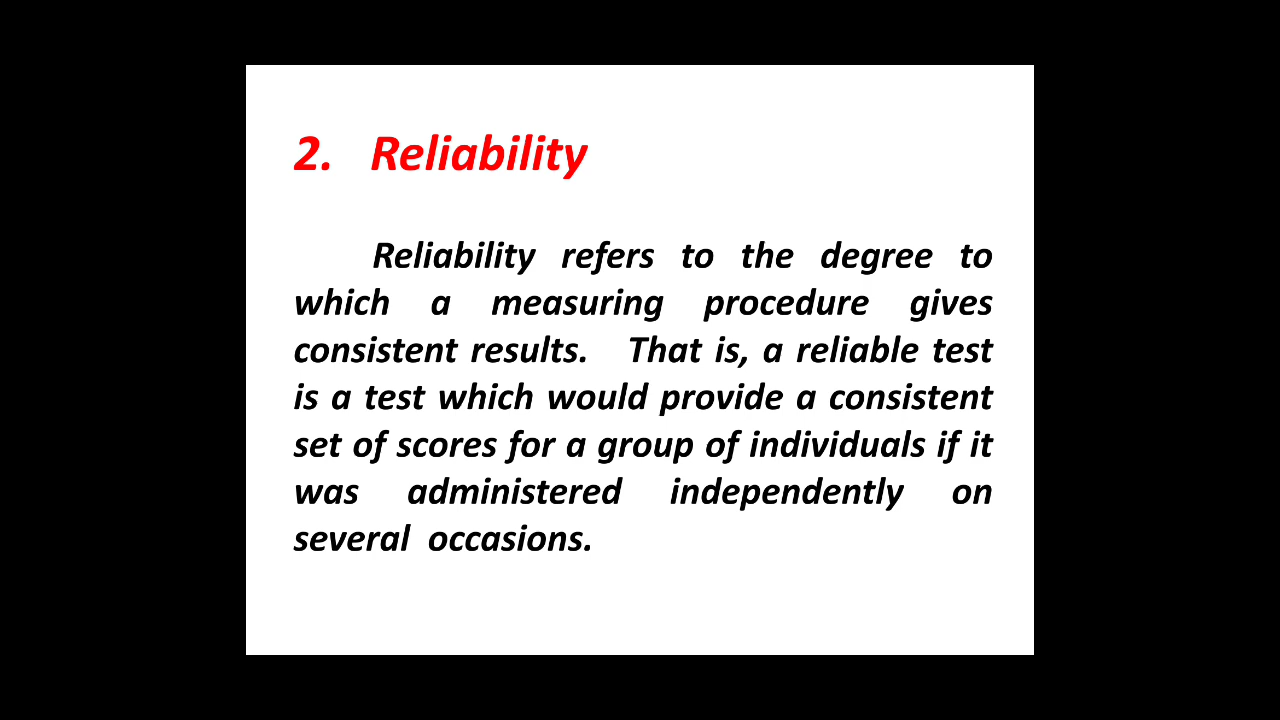 2. Reliability
Reliability refers to the degree to
which a measuring procedure gives
consistent results. That is, a reliable test
is a test which would provide a consistent
set of scores for a group of individuals if it
was administered independently on
several occasions.